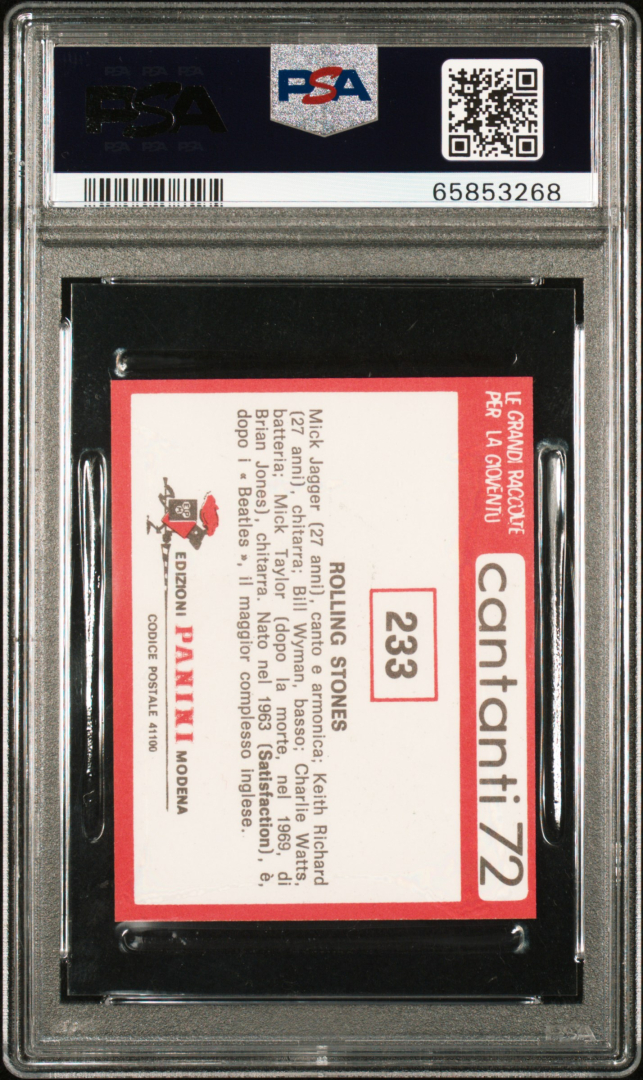 PSA
PSA
65853268
LE GRANDI RACCOLTE
PER LA GIOVENTU
cantanti 72
233
ROLLING STONES
Mick Jagger (27 anni), canto e armonica; Keith Richard
(27 anni), chitarra; Bill Wyman, basso; Charlie Watts,
batteria; Mick Taylor (dopo la morte, nel 1969, di
Brian Jones), chitarra. Nato nel 1963 (Satisfaction), è,
dopo i « Beatles », il maggior complesso inglese.
EDIZIONI PANINI MODENA
CODICE POSTALE 41100